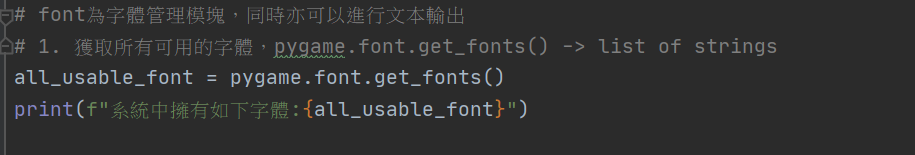 # font為字體管理模塊，同時亦可以進行文本輸出
# 1. 獲取所有可用的字體，pygame.font.get_fonts() -> list of strings
all_usable_font = pygame.font.get_fonts()
print(f"系統中擁有如下字體:{all_usable_font}")